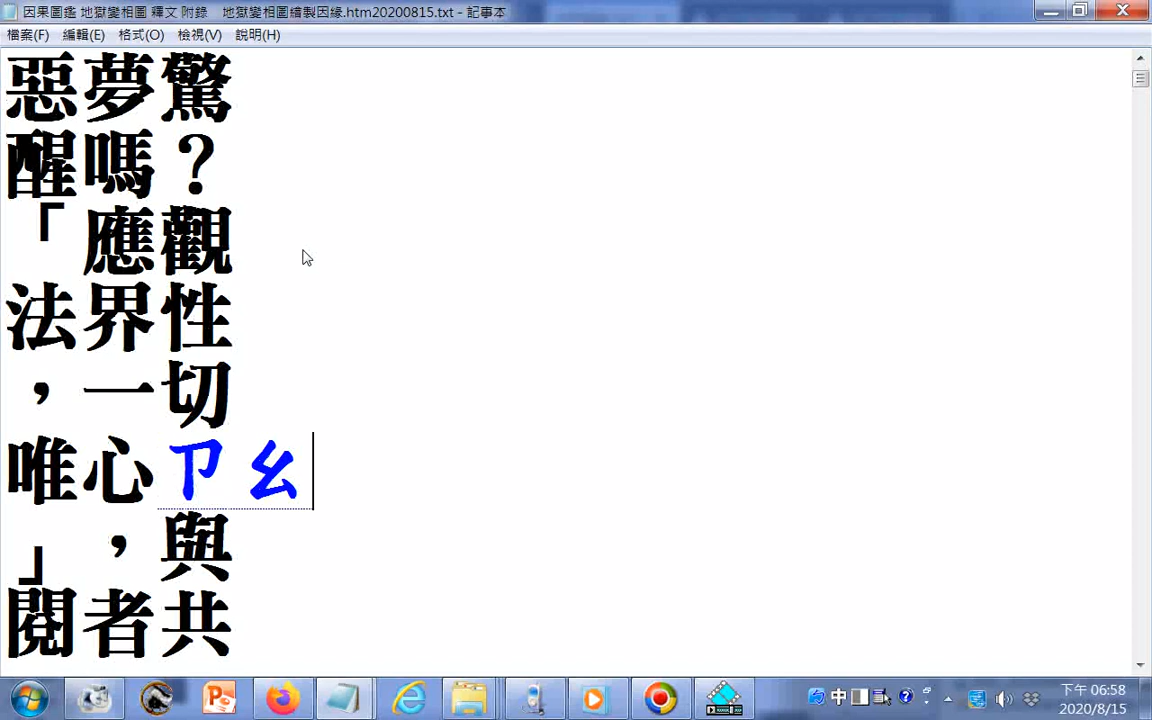 因果圖鑑 地獄變相圖 釋文 附錄　地獄變相圖繪製因緣.htm20200815.txt - 記事本
檔案(F) 編輯(E) 格式(O) 檢視(V) 說明(H)
惡夢驚
醒嗎？
「應觀
法界性
，一切
唯心ㄗㄠ
」，與
閱者共
中
下午 06:58
2020/8/15